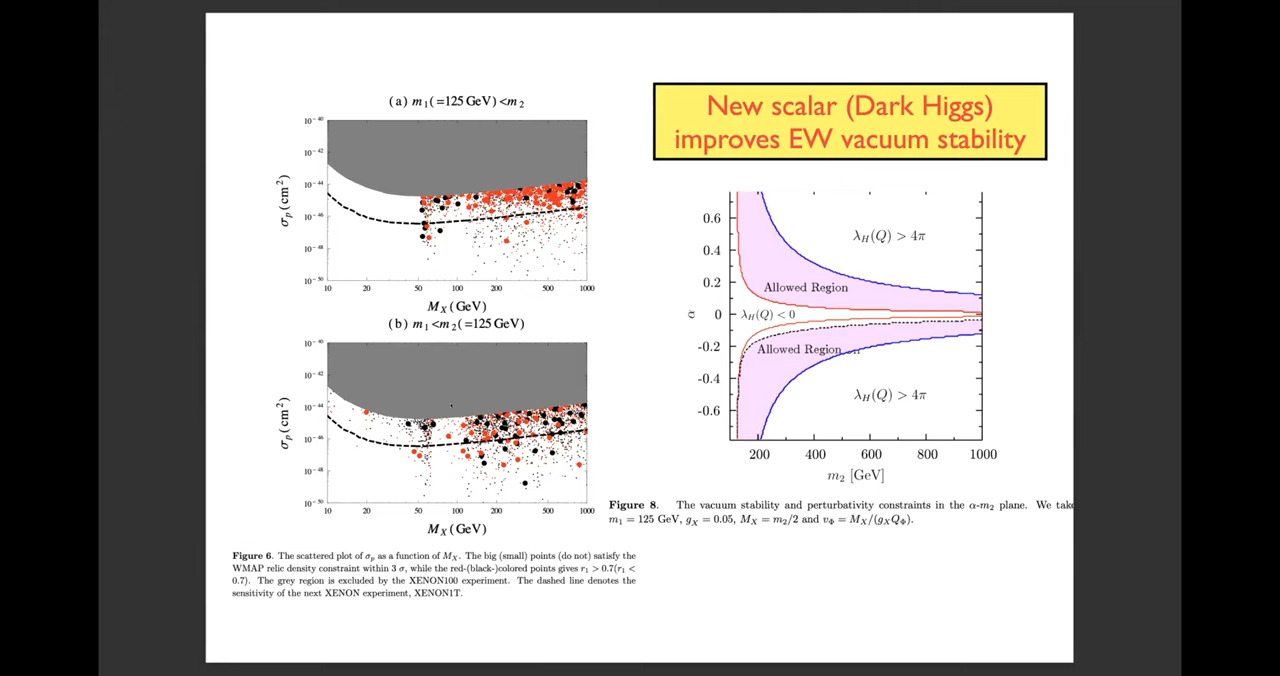 (a) m₁(=125 GeV)<m₂
10⁻⁴⁰
10⁻⁴²
10⁻⁴⁴
10⁻⁴⁶
10⁻⁴⁸
10⁻⁵⁰
σₚ (cm²)
10 20 50 100 200 500 1000
M_X (GeV)
(b) m₁<m₂(=125 GeV)
10⁻⁴⁰
10⁻⁴²
10⁻⁴⁴
10⁻⁴⁶
10⁻⁴⁸
10⁻⁵⁰
σₚ (cm²)
10 20 50 100 200 500 1000
M_X (GeV)
Figure 6. The scattered plot of σₚ as a function of M_X. The big (small) points (do not) satisfy the
WMAP relic density constraint within 3 σ, while the red-(black-)colored points gives r₁ > 0.7(r₁ <
0.7). The grey region is excluded by the XENON100 experiment. The dashed line denotes the
sensitivity of the next XENON experiment, XENON1T.
New scalar (Dark Higgs)
improves EW vacuum stability
0.6
0.4
0.2
0
-0.2
-0.4
-0.6
α
λ_H(Q) > 4π
Allowed Region
λ_H(Q) < 0
Allowed Region
λ_H(Q) > 4π
200 400 600 800 1000
m₂ [GeV]
Figure 8. The vacuum stability and perturbativity constraints in the α-m₂ plane. We take
m₁ = 125 GeV, g_X = 0.05, M_X = m₂/2 and v_Φ = M_X/(g_X Q_Φ).